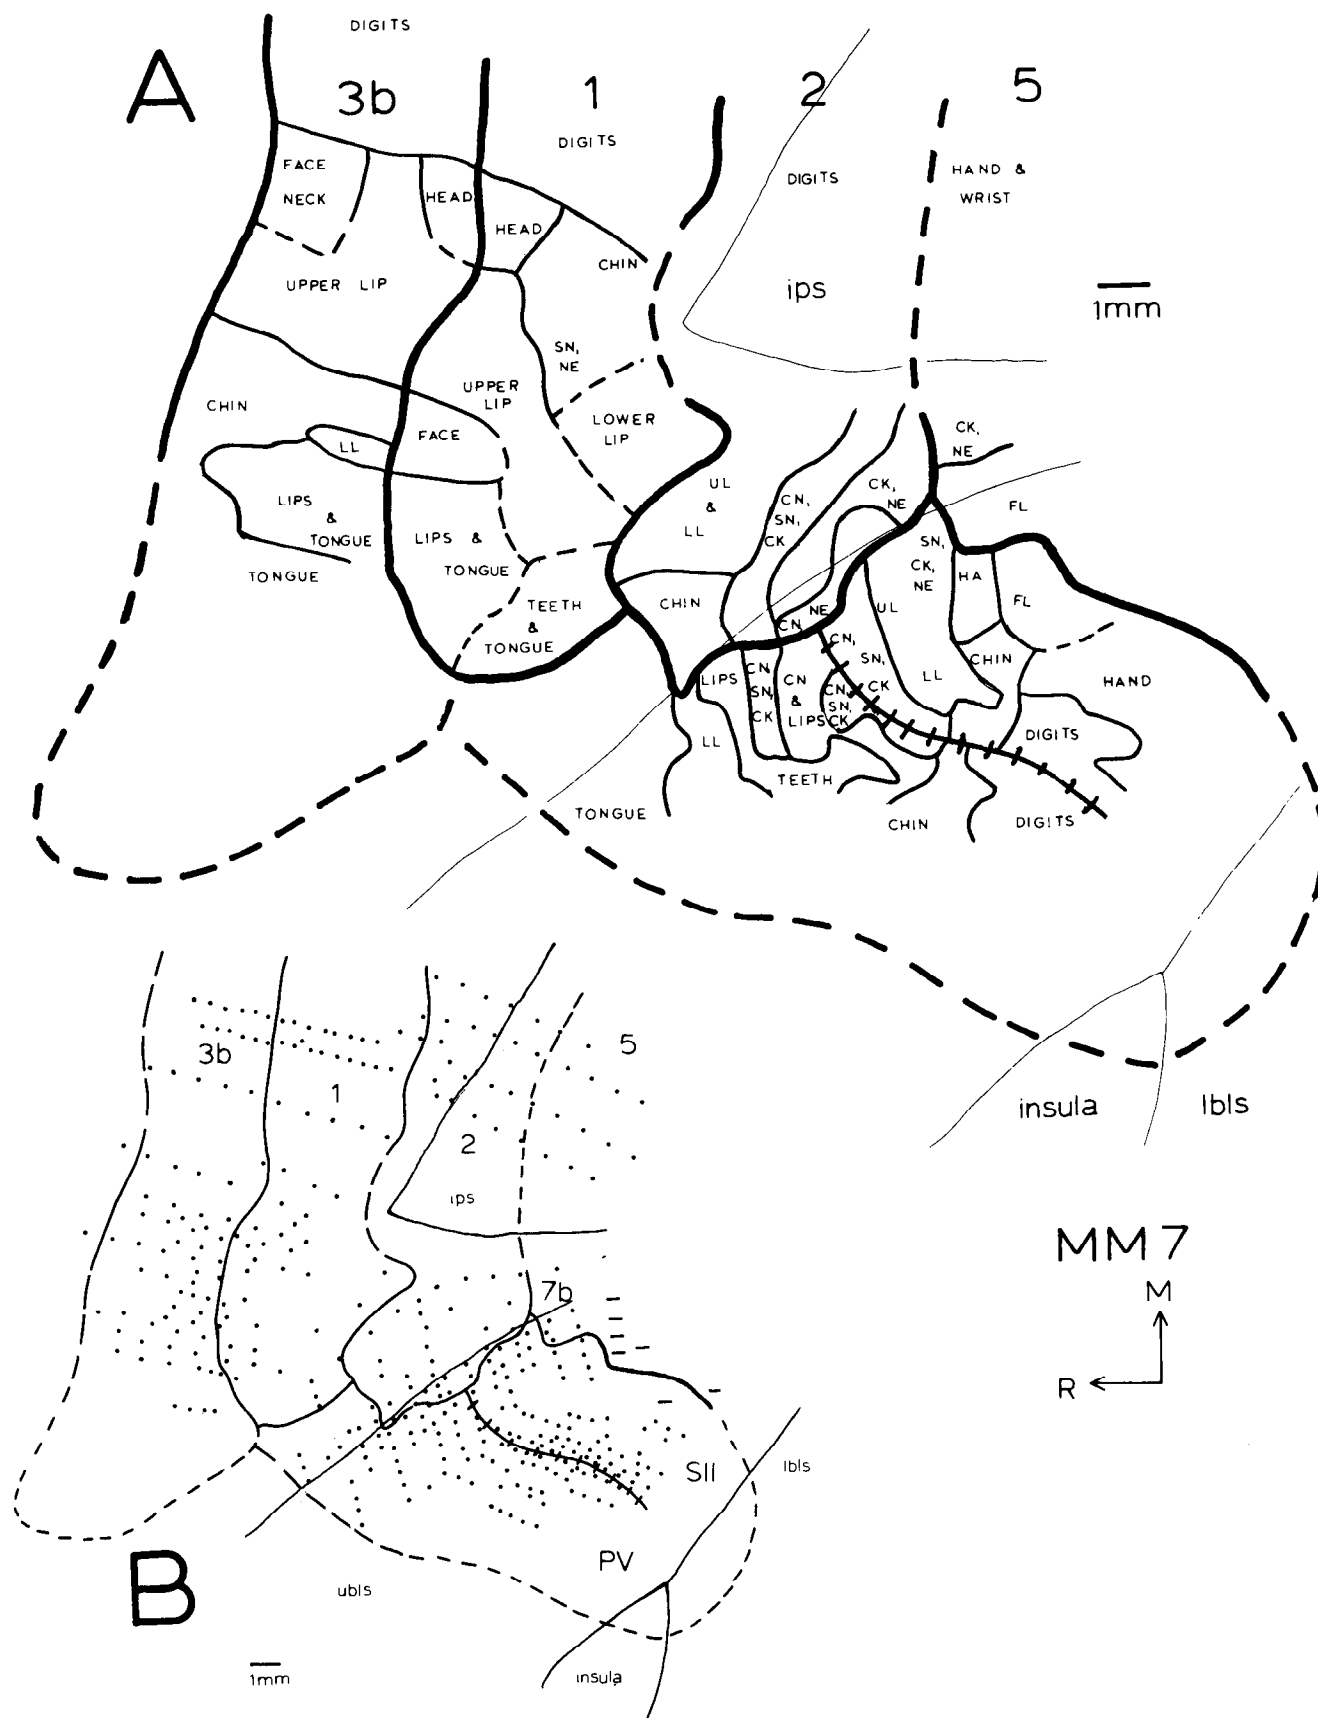 DIGITS
A
3b
1
2
5
DIGITS
DIGITS
HAND &
WRIST
FACE
NECK
HEAD
HEAD
CHIN
UPPER LIP
ips
1mm
SN,
NE
UPPER
LIP
LOWER
LIP
CHIN
FACE
LL
LIPS
&
TONGUE
LIPS &
TONGUE
TONGUE
TEETH
&
TONGUE
UL
&
LL
CN,
SN,
CK
CK,
NE
CK,
NE
FL
SN,
CK,
NE
HA
FL
CHIN
NE
CN
UL
CN,
SN,
CK
LL
CHIN
HAND
LIPS
CN
SN,
CK
CN
&
LIPS
CN,
SN,
CK
LL
TEETH
DIGITS
TONGUE
CHIN
DIGITS
insula
lbls
3b
1
2
5
ips
7b
MM7
M
R
SII
lbls
PV
B
ubls
insula
1mm